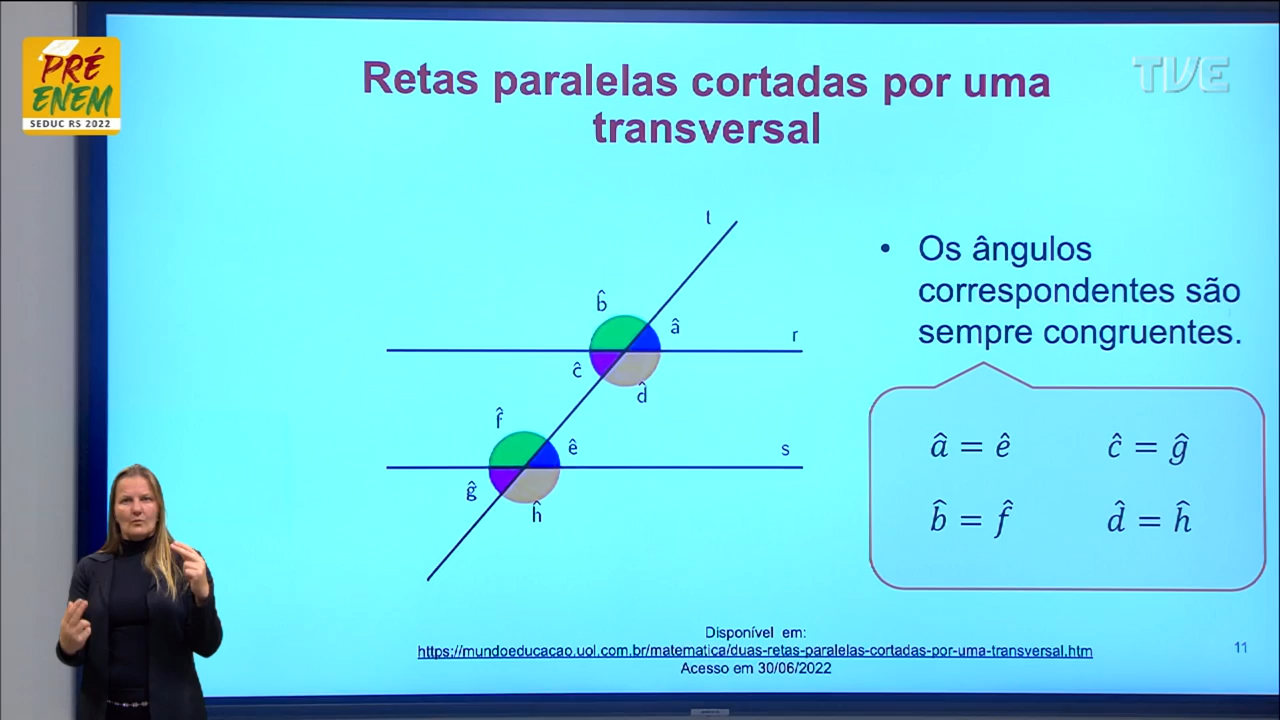 PRÉ
ENEM
SEDUC RS 2022
TVE
Retas paralelas cortadas por uma
transversal
t
b̂
â
r
ĉ
d̂
f̂
ê
s
ĝ
ĥ
• Os ângulos
correspondentes são
sempre congruentes.
â = ê ĉ = ĝ
b̂ = f̂ d̂ = ĥ
Disponível em:
https://mundoeducacao.uol.com.br/matematica/duas-retas-paralelas-cortadas-por-uma-transversal.htm
Acesso em 30/06/2022
11